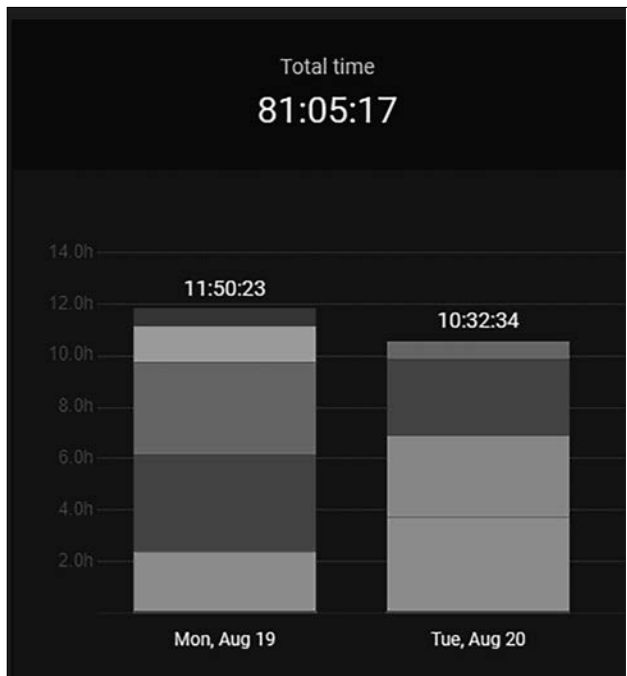 Total time
81:05:17
14.0h
11:50:23
12.0h
10:32:34
10.0h
8.0h
6.0h
4.0h
2.0h
Mon, Aug 19
Tue, Aug 20